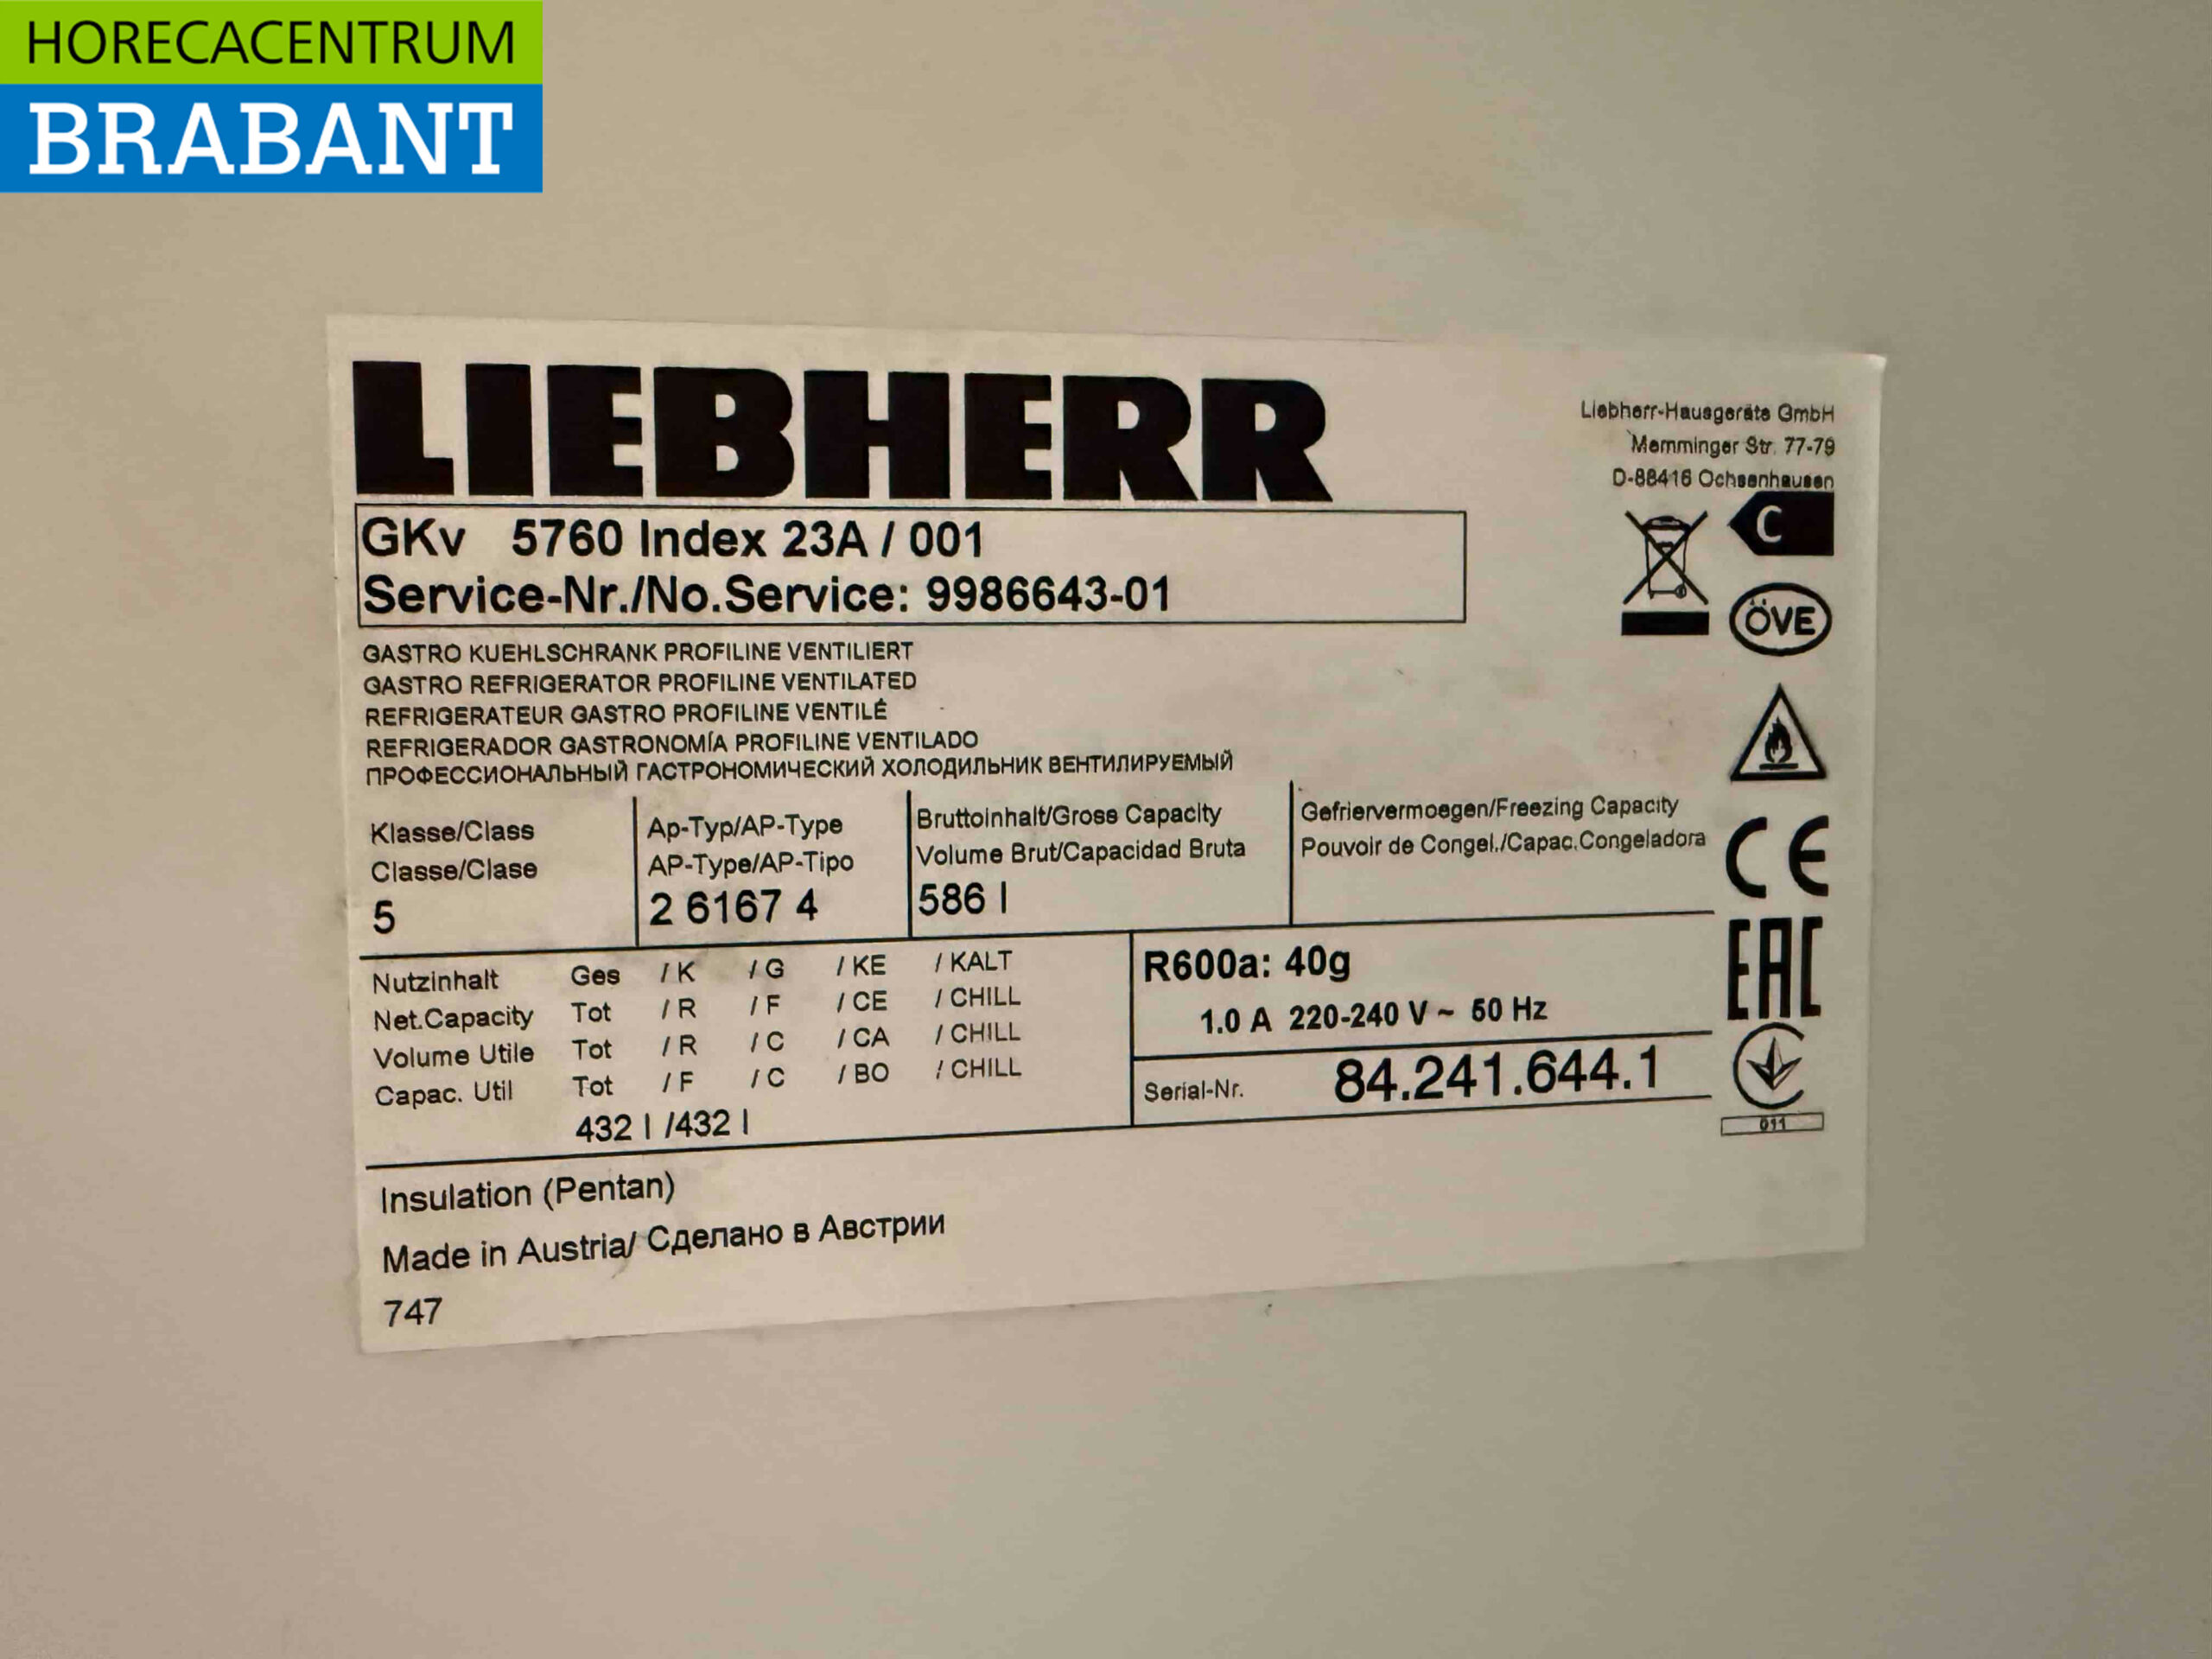 HORECACENTRUM
BRABANT
LIEBHERR
Liebherr-Hausgeräte GmbH
Memminger Str. 77-79
D-88416 Ochsenhausen
GKv 5760 Index 23A / 001
Service-Nr./No.Service: 9986643-01
C
ÖVE
GASTRO KUEHLSCHRANK PROFILINE VENTILIERT
GASTRO REFRIGERATOR PROFILINE VENTILATED
REFRIGERATEUR GASTRO PROFILINE VENTILÉ
REFRIGERADOR GASTRONOMÍA PROFILINE VENTILADO
ПРОФЕССИОНАЛЬНЫЙ ГАСТРОНОМИЧЕСКИЙ ХОЛОДИЛЬНИК ВЕНТИЛИРУЕМЫЙ
Klasse/Class
Classe/Clase
5
Ap-Typ/AP-Type
AP-Type/AP-Tipo
2 6167 4
Bruttoinhalt/Gross Capacity
Volume Brut/Capacidad Bruta
586 l
Gefriervermoegen/Freezing Capacity
Pouvoir de Congel./Capac.Congeladora
CE
EAC
Nutzinhalt Ges / K / G / KE / KALT
Net.Capacity Tot / R / F / CE / CHILL
Volume Utile Tot / R / C / CA / CHILL
Capac. Util Tot / F / C / BO / CHILL
432 l /432 l
R600a: 40g
1.0 A 220-240 V ~ 50 Hz
Serial-Nr. 84.241.644.1
011
Insulation (Pentan)
Made in Austria/ Сделано в Австрии
747